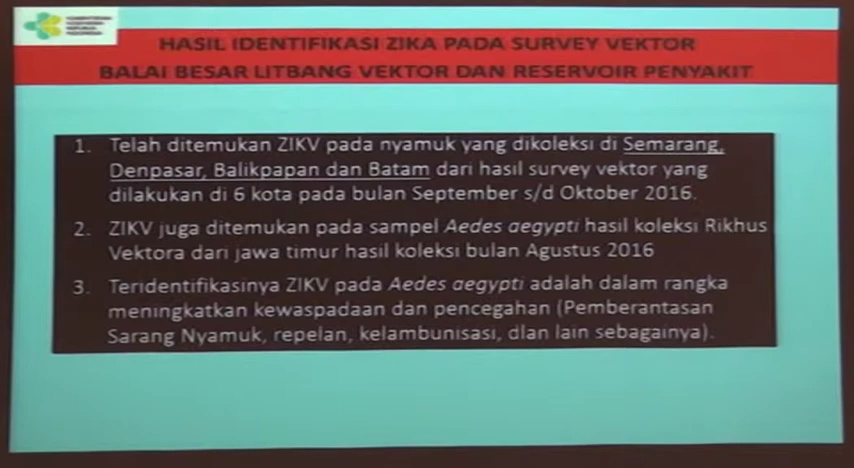 KEMENTERIAN
KESEHATAN
REPUBLIK
INDONESIA
HASIL IDENTIFIKASI ZIKA PADA SURVEY VEKTOR
BALAI BESAR LITBANG VEKTOR DAN RESERVOIR PENYAKIT
1. Telah ditemukan ZIKV pada nyamuk yang dikoleksi di Semarang,
Denpasar, Balikpapan dan Batam dari hasil survey vektor yang
dilakukan di 6 kota pada bulan September s/d Oktober 2016.
2. ZIKV juga ditemukan pada sampel Aedes aegypti hasil koleksi Rikhus
Vektora dari jawa timur hasil koleksi bulan Agustus 2016
3. Teridentifikasinya ZIKV pada Aedes aegypti adalah dalam rangka
meningkatkan kewaspadaan dan pencegahan (Pemberantasan
Sarang Nyamuk, repelan, kelambunisasi, dlan lain sebagainya).